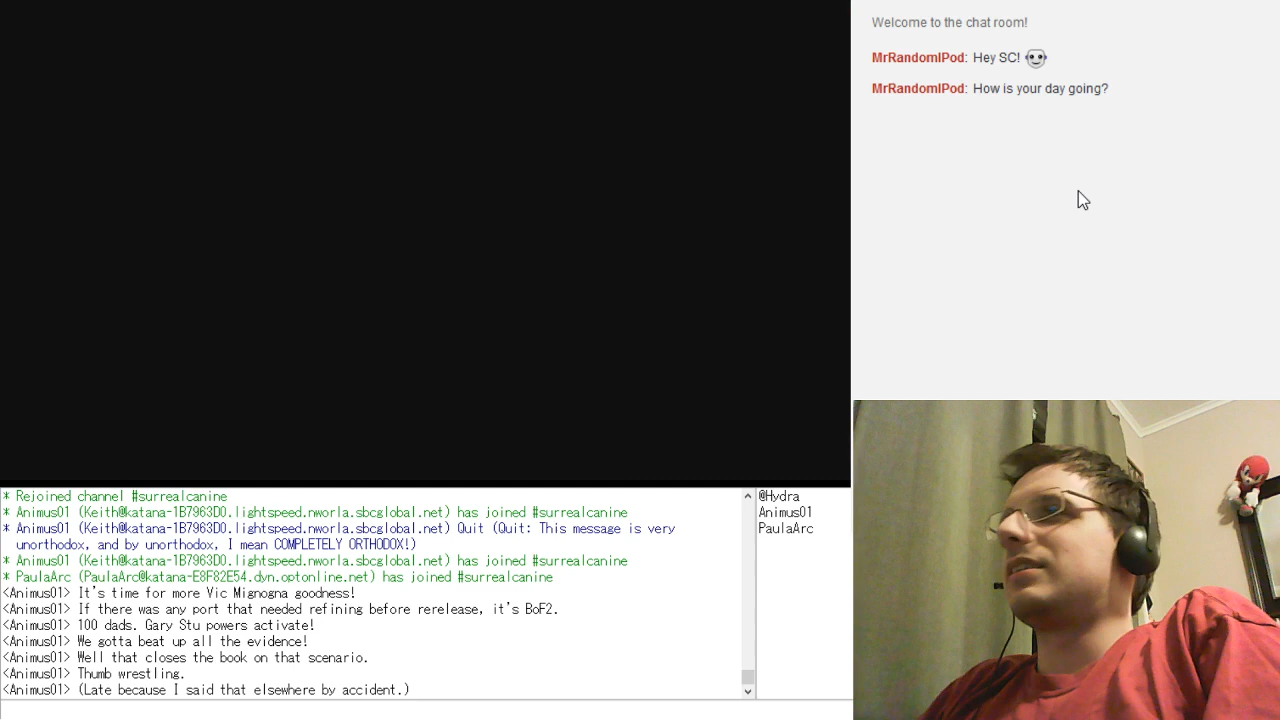 Welcome to the chat room!
MrRandomIPod: Hey SC!
MrRandomIPod: How is your day going?
* Rejoined channel #surrealcanine
* Animus01 (Keith@katana-1B7963D0.lightspeed.nworla.sbcglobal.net) has joined #surrealcanine
* Animus01 (Keith@katana-1B7963D0.lightspeed.nworla.sbcglobal.net) Quit (Quit: This message is very
unorthodox, and by unorthodox, I mean COMPLETELY ORTHODOX!)
* Animus01 (Keith@katana-1B7963D0.lightspeed.nworla.sbcglobal.net) has joined #surrealcanine
* PaulaArc (PaulaArc@katana-E8F82E54.dyn.optonline.net) has joined #surrealcanine
<Animus01> It's time for more Vic Mignogna goodness!
<Animus01> If there was any port that needed refining before rerelease, it's BoF2.
<Animus01> 100 dads. Gary Stu powers activate!
<Animus01> We gotta beat up all the evidence!
<Animus01> Well that closes the book on that scenario.
<Animus01> Thumb wrestling.
<Animus01> (Late because I said that elsewhere by accident.)
@Hydra
Animus01
PaulaArc